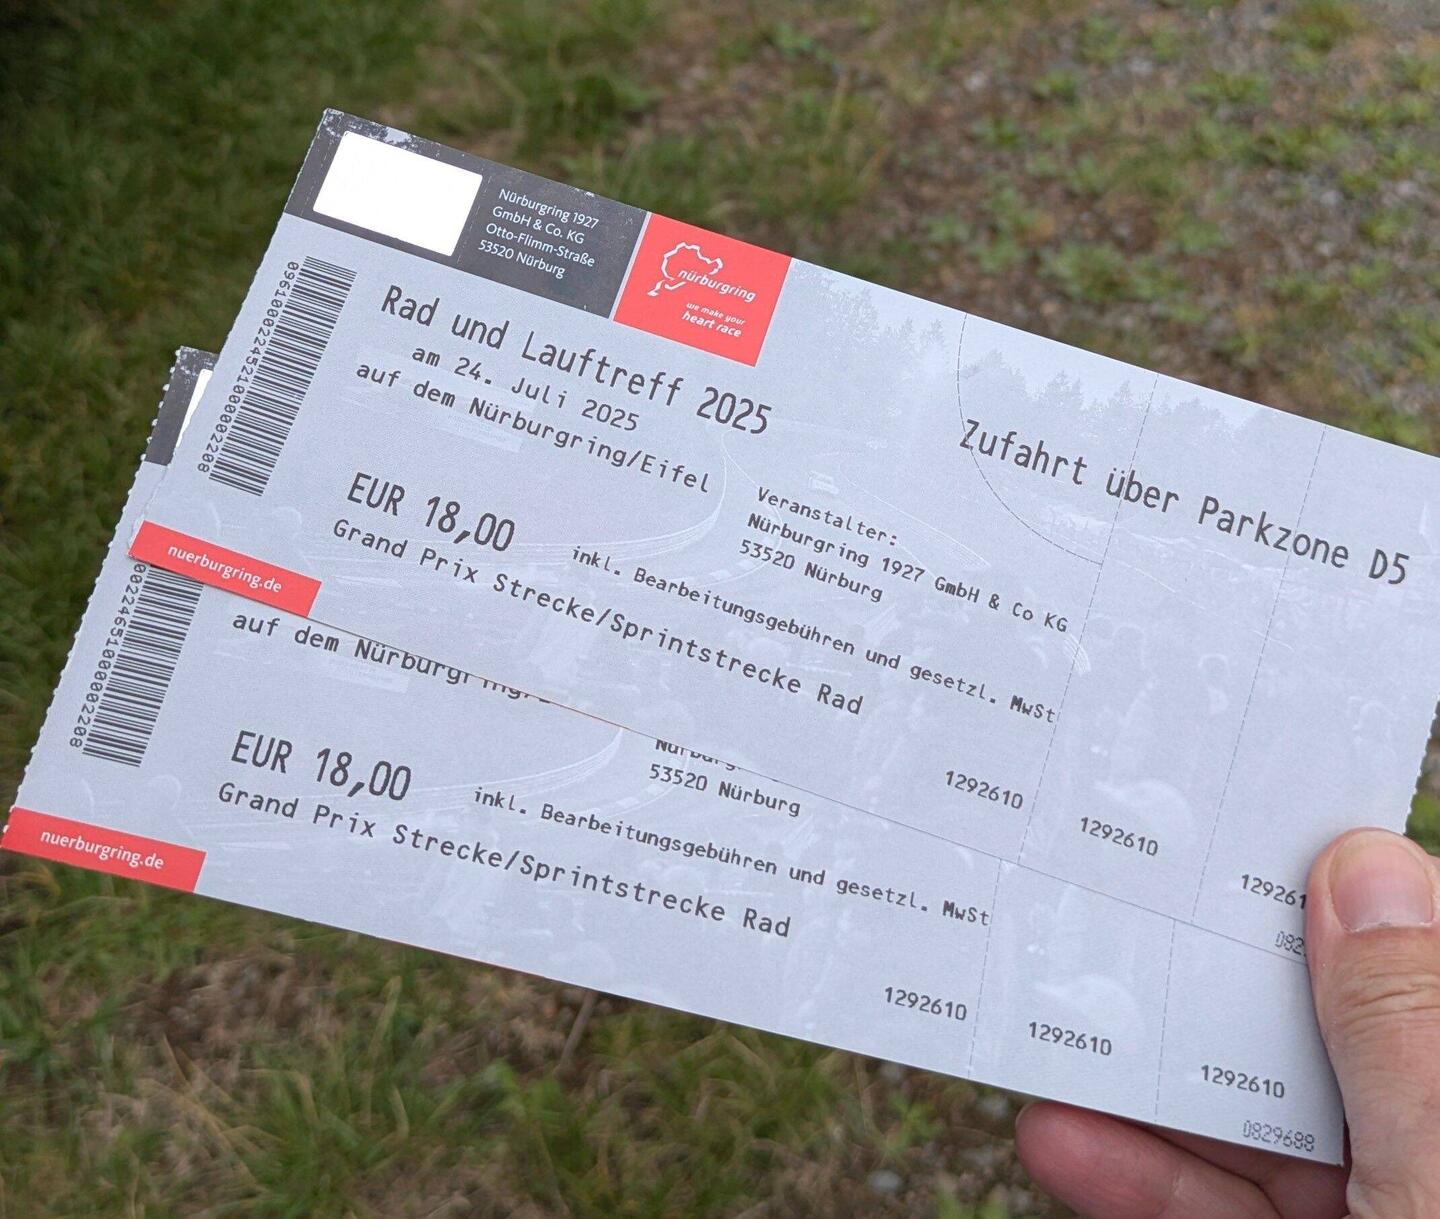 Nürburgring 1927
GmbH & Co. KG
Otto-Flimm-Straße
53520 Nürburg
nürburgring
we make your
heart race
0961000224521000002208
Rad und Lauftreff 2025
am 24. Juli 2025
auf dem Nürburgring/Eifel
Zufahrt über Parkzone D5
EUR 18,00
Grand Prix Strecke/Sprintstrecke Rad
inkl. Bearbeitungsgebühren und gesetzl. MwSt
Veranstalter:
Nürburgring 1927 GmbH & Co KG
53520 Nürburg
nuerburgring.de
1292610
1292610
129261
082
auf dem Nürburgring
53520 Nürburg
EUR 18,00
Grand Prix Strecke/Sprintstrecke Rad
inkl. Bearbeitungsgebühren und gesetzl. MwSt
nuerburgring.de
1292610
1292610
1292610
0829688